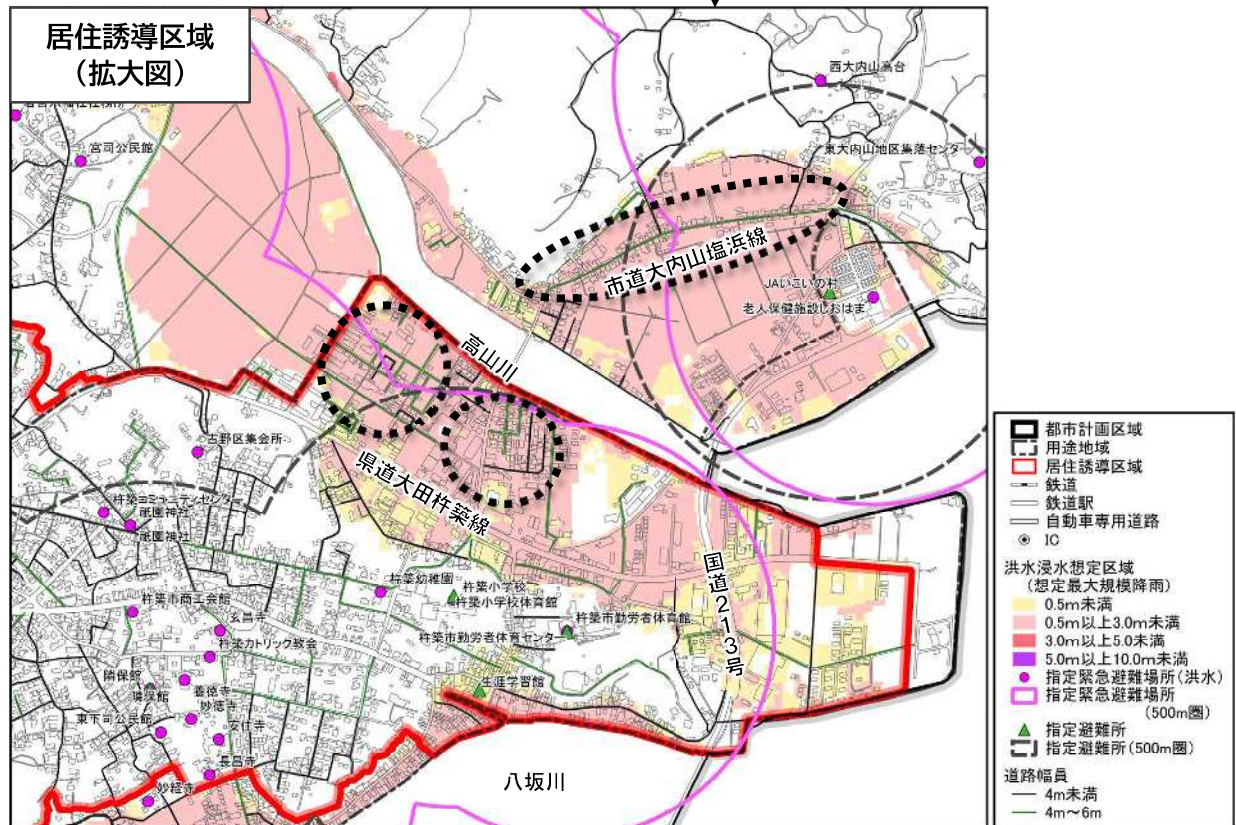 居住誘導区域
（拡大図）
西大内山高台
宮司公民館
東大内山地区集落センタ
市道大内山塩浜線
JAいこいの村
老人保健施設しおはま
高山川
古野区集会所
県道大田杵築線
杵築コミュニティセンター
祇園神社
祇園神社
国道213号
杵築幼稚園
杵築小学校
杵築小学校体育館
杵築市商工会館
玄昌寺
杵築市勤労者体育館
杵築市勤労者体育センター
杵築カトリック教会
隣保館
隣保館
養徳寺
妙徳寺
生涯学習館
東下司公民館
安住寺
長昌寺
妙経寺
八坂川
都市計画区域
用途地域
居住誘導区域
鉄道
鉄道駅
自動車専用道路
IC
洪水浸水想定区域
（想定最大規模降雨）
0.5m未満
0.5m以上3.0m未満
3.0m以上5.0未満
5.0m以上10.0m未満
指定緊急避難場所（洪水）
指定緊急避難場所
（500m圏）
指定避難所
指定避難所（500m圏）
道路幅員
4m未満
4m～6m